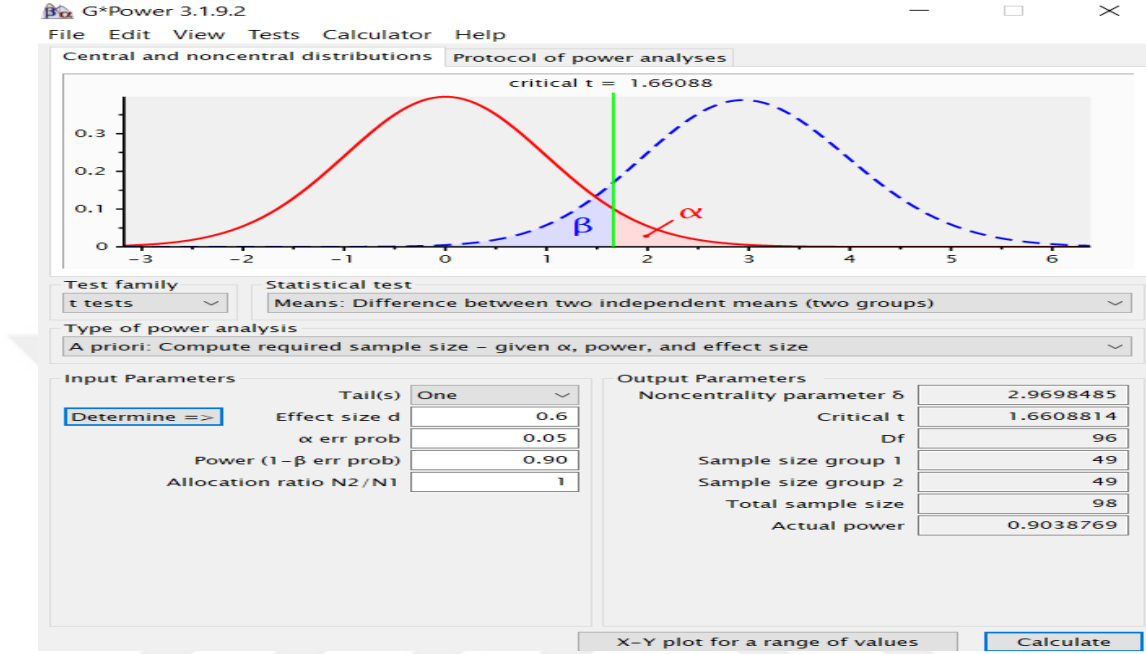 G*Power 3.1.9.2
File Edit View Tests Calculator Help
Central and noncentral distributions Protocol of power analyses
critical t = 1.66088
0.3
0.2
0.1
0
β
α
-3 -2 -1 0 1 2 3 4 5 6
Test family Statistical test
t tests Means: Difference between two independent means (two groups)
Type of power analysis
A priori: Compute required sample size – given α, power, and effect size
Input Parameters Output Parameters
Tail(s) One Noncentrality parameter δ 2.9698485
Determine => Effect size d 0.6 Critical t 1.6608814
α err prob 0.05 Df 96
Power (1-β err prob) 0.90 Sample size group 1 49
Allocation ratio N2/N1 1 Sample size group 2 49
Total sample size 98
Actual power 0.9038769
X-Y plot for a range of values Calculate